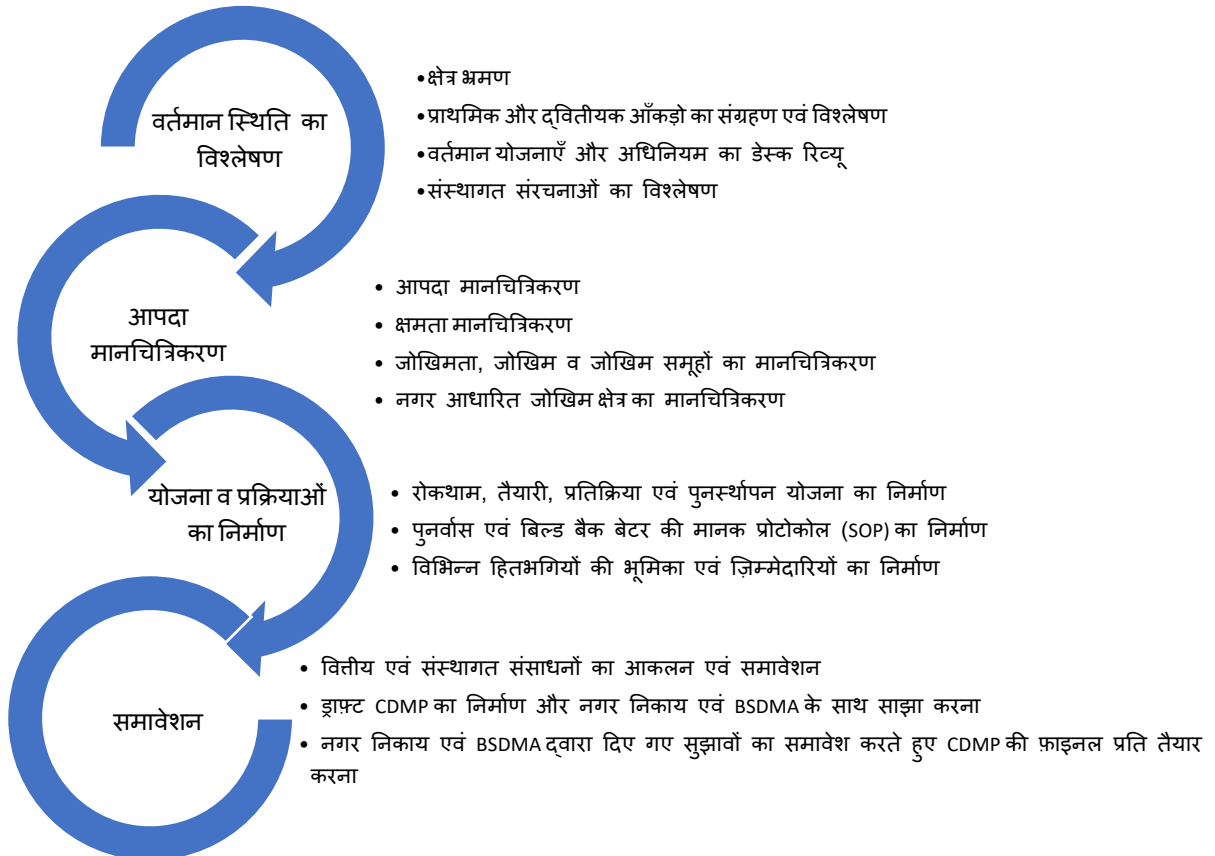 वर्तमान स्थिति का
विश्लेषण
•क्षेत्र भ्रमण
•प्राथमिक और द्वितीयक आँकड़ो का संग्रहण एवं विश्लेषण
•वर्तमान योजनाएँ और अधिनियम का डेस्क रिव्यू
•संस्थागत संरचनाओं का विश्लेषण
आपदा
मानचित्रिकरण
• आपदा मानचित्रिकरण
• क्षमता मानचित्रिकरण
• जोखिमता, जोखिम व जोखिम समूहों का मानचित्रिकरण
• नगर आधारित जोखिम क्षेत्र का मानचित्रिकरण
योजना व प्रक्रियाओं
का निर्माण
• रोकथाम, तैयारी, प्रतिक्रिया एवं पुनर्स्थापन योजना का निर्माण
• पुनर्वास एवं बिल्ड बैक बेटर की मानक प्रोटोकोल (SOP) का निर्माण
• विभिन्न हितभगियों की भूमिका एवं ज़िम्मेदारियों का निर्माण
समावेशन
• वित्तीय एवं संस्थागत संसाधनों का आकलन एवं समावेशन
• ड्राफ़्ट CDMP का निर्माण और नगर निकाय एवं BSDMA के साथ साझा करना
• नगर निकाय एवं BSDMA द्वारा दिए गए सुझावों का समावेश करते हुए CDMP की फ़ाइनल प्रति तैयार
करना